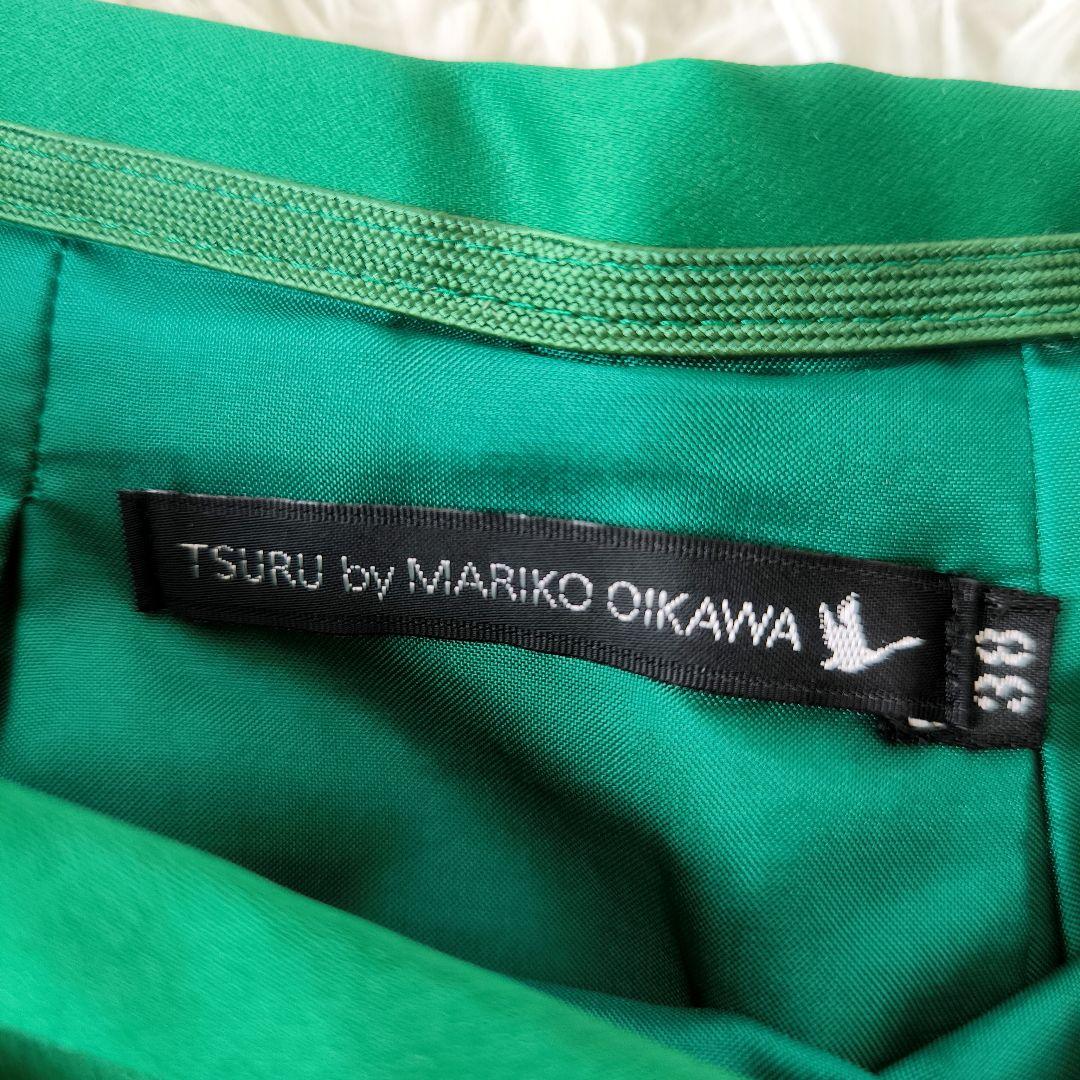 TSURU by MARIKO OIKAWA
38